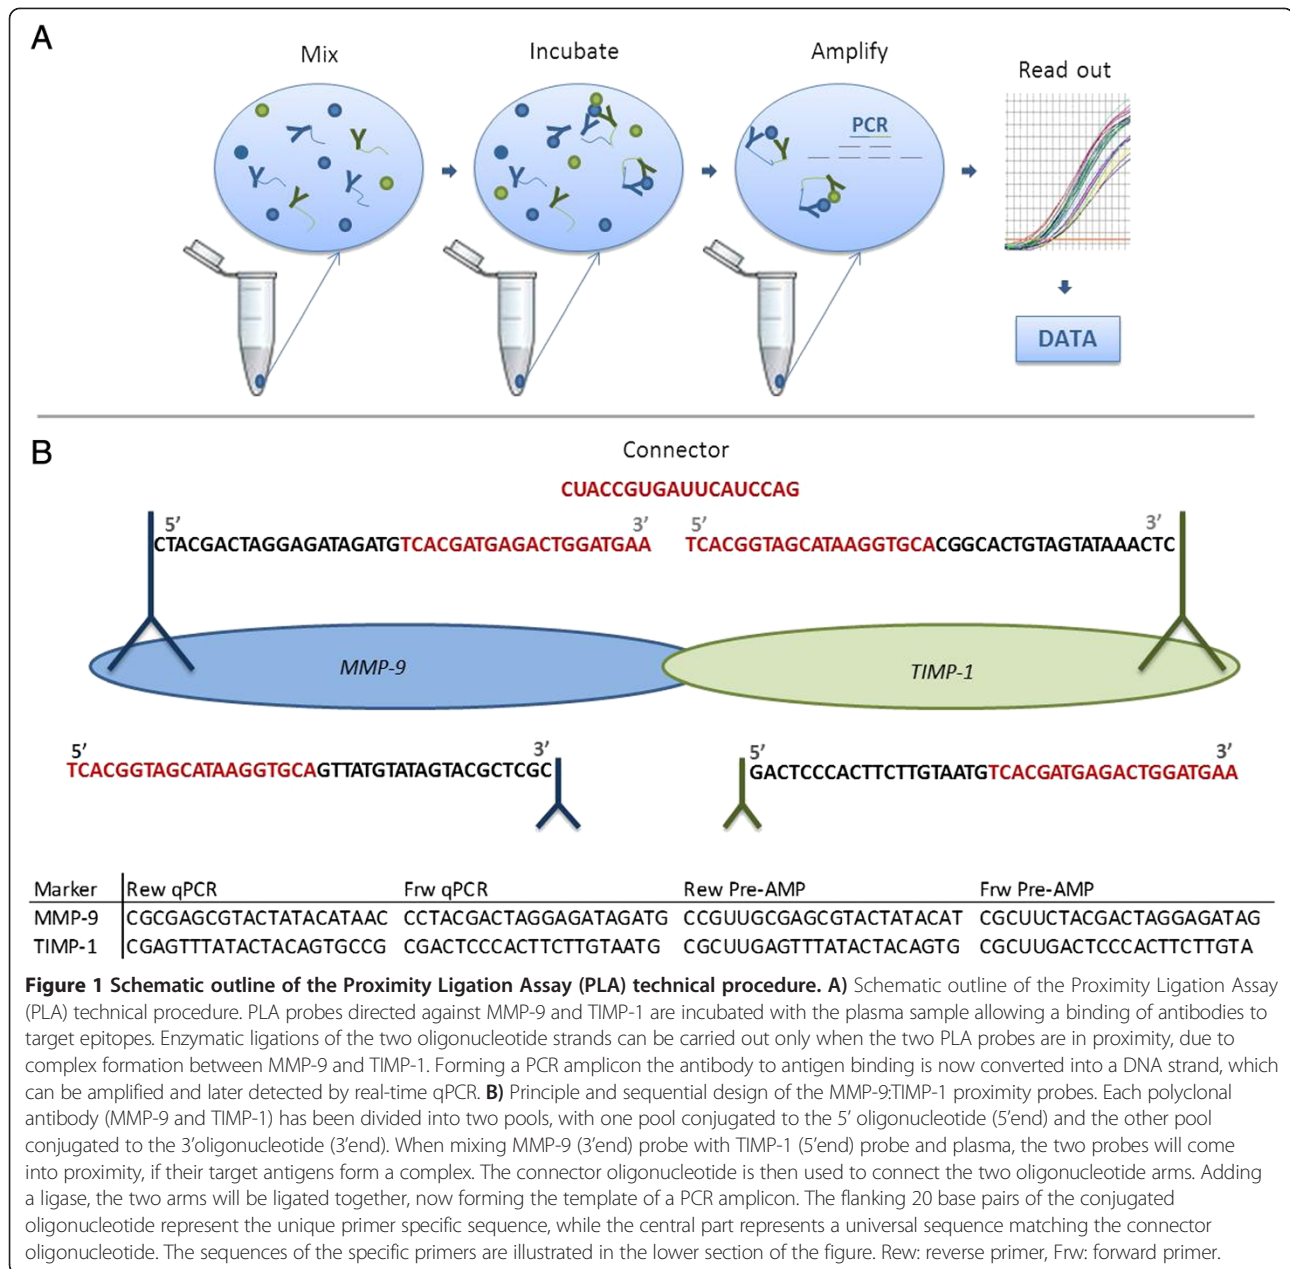 A
Mix
Incubate
Amplify
Read out
PCR
DATA
B
Connector
CUACCGUGAUUCAUCCAG
5’ 3’ 5’ 3’
CTACGACTAGGAGATAGATGTCACGATGAGACTGGATGAA TCACGGTAGCATAAGGTGCACGGCACTGTAGTATAAACTC
MMP-9 TIMP-1
5’ 3’ 5’ 3’
TCACGGTAGCATAAGGTGCAGTTATGTATAGTACGCTCGC GACTCCCACTTCTTGTAATGTCACGATGAGACTGGATGAA
Marker Rew qPCR Frw qPCR Rew Pre-AMP Frw Pre-AMP
MMP-9 CGCGAGCGTACTATACATAAC CCTACGACTAGGAGATAGATG CCGUUGCGAGCGTACTATACAT CGCUUCTACGACTAGGAGATAG
TIMP-1 CGAGTTTATACTACAGTGCCG CGACTCCCACTTCTTGTAATG CGCUUGAGTTTATACTACAGTG CGCUUGACTCCCACTTCTTGTA
Figure 1 Schematic outline of the Proximity Ligation Assay (PLA) technical procedure. A) Schematic outline of the Proximity Ligation Assay
(PLA) technical procedure. PLA probes directed against MMP-9 and TIMP-1 are incubated with the plasma sample allowing a binding of antibodies to
target epitopes. Enzymatic ligations of the two oligonucleotide strands can be carried out only when the two PLA probes are in proximity, due to
complex formation between MMP-9 and TIMP-1. Forming a PCR amplicon the antibody to antigen binding is now converted into a DNA strand, which
can be amplified and later detected by real-time qPCR. B) Principle and sequential design of the MMP-9:TIMP-1 proximity probes. Each polyclonal
antibody (MMP-9 and TIMP-1) has been divided into two pools, with one pool conjugated to the 5’ oligonucleotide (5’end) and the other pool
conjugated to the 3’oligonucleotide (3’end). When mixing MMP-9 (3’end) probe with TIMP-1 (5’end) probe and plasma, the two probes will come
into proximity, if their target antigens form a complex. The connector oligonucleotide is then used to connect the two oligonucleotide arms. Adding
a ligase, the two arms will be ligated together, now forming the template of a PCR amplicon. The flanking 20 base pairs of the conjugated
oligonucleotide represent the unique primer specific sequence, while the central part represents a universal sequence matching the connector
oligonucleotide. The sequences of the specific primers are illustrated in the lower section of the figure. Rew: reverse primer, Frw: forward primer.